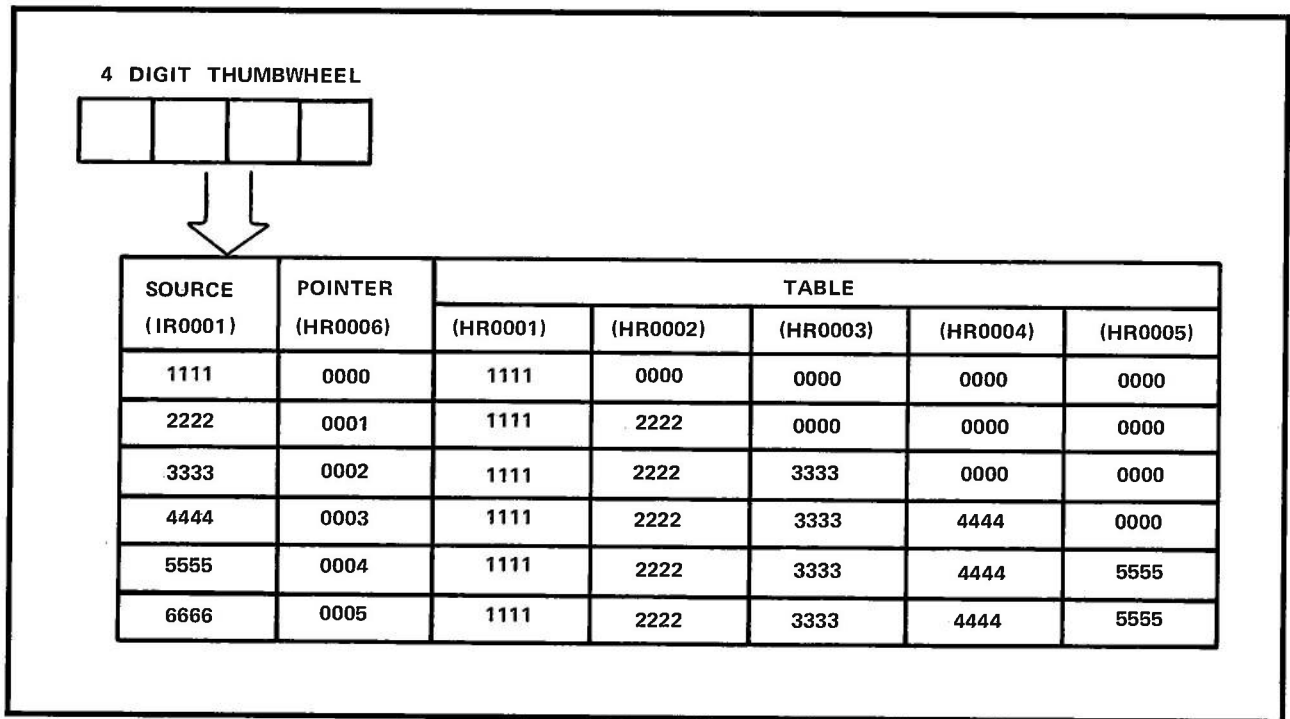 4 DIGIT THUMBWHEEL
SOURCE POINTER TABLE
(IR0001) (HR0006) (HR0001) (HR0002) (HR0003) (HR0004) (HR0005)
1111 0000 1111 0000 0000 0000 0000
2222 0001 1111 2222 0000 0000 0000
3333 0002 1111 2222 3333 0000 0000
4444 0003 1111 2222 3333 4444 0000
5555 0004 1111 2222 3333 4444 5555
6666 0005 1111 2222 3333 4444 5555